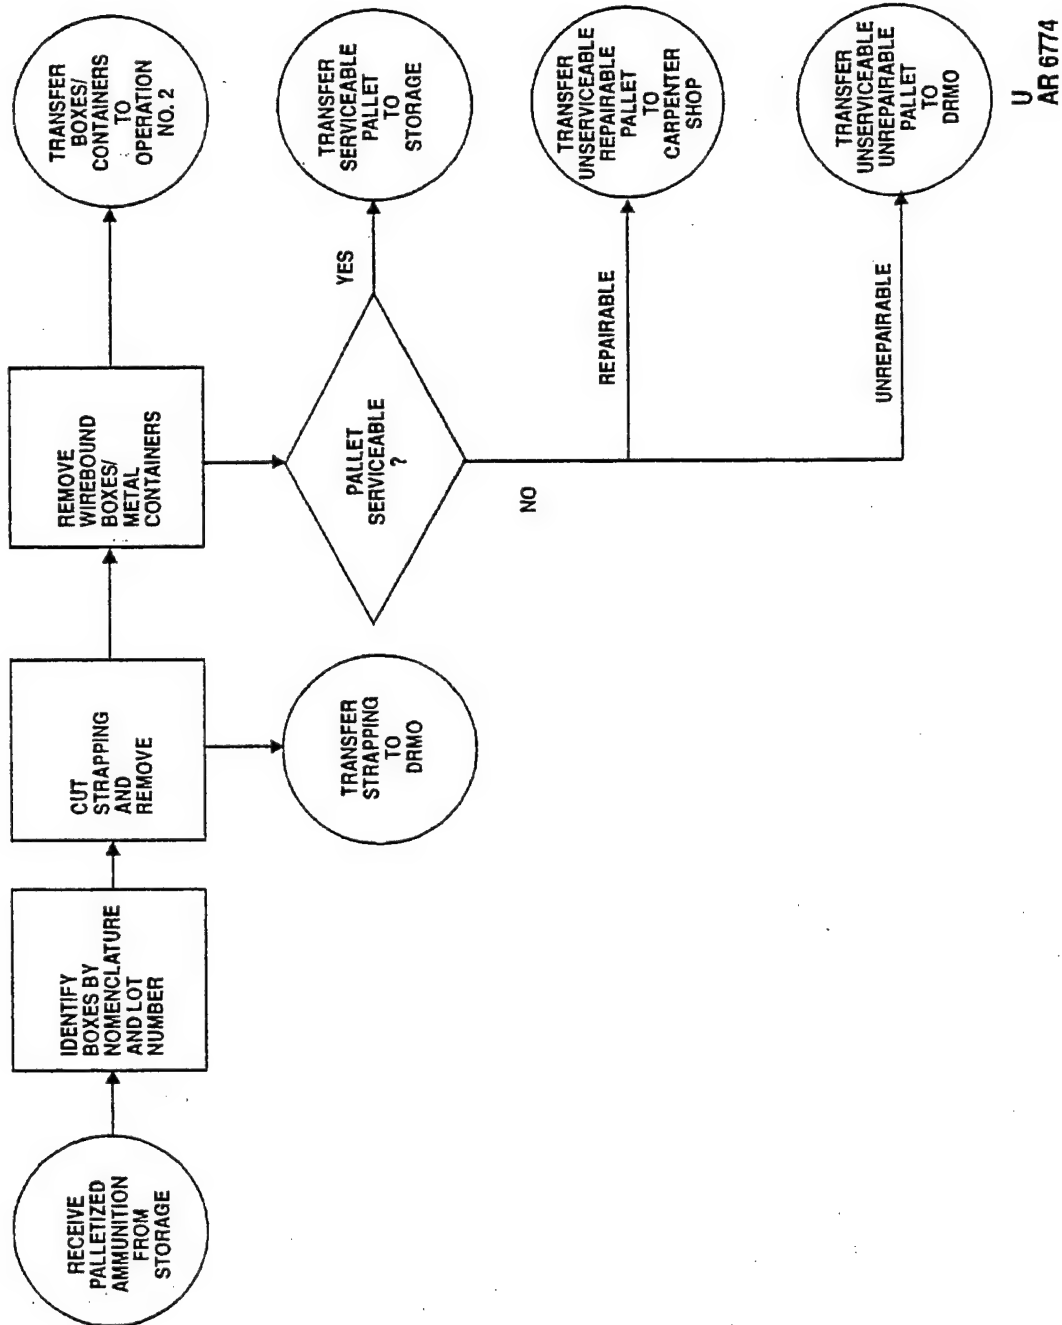 RECEIVE
PALLETIZED
AMMUNITION
FROM
STORAGE
IDENTIFY
BOXES BY
NOMENCLATURE
AND LOT
NUMBER
CUT
STRAPPING
AND
REMOVE
TRANSFER
STRAPPING
TO
DRMO
REMOVE
WIREBOUND
BOXES/
METAL
CONTAINERS
TRANSFER
BOXES/
CONTAINERS
TO
OPERATION
NO. 2
PALLET
SERVICEABLE
?
YES
TRANSFER
SERVICEABLE
PALLET
TO
STORAGE
NO
REPAIRABLE
TRANSFER
UNSERVICEABLE
REPAIRABLE
PALLET
TO
CARPENTER
SHOP
UNREPAIRABLE
TRANSFER
UNSERVICEABLE
UNREPAIRABLE
PALLET
TO
DRMO
U
AR 6774